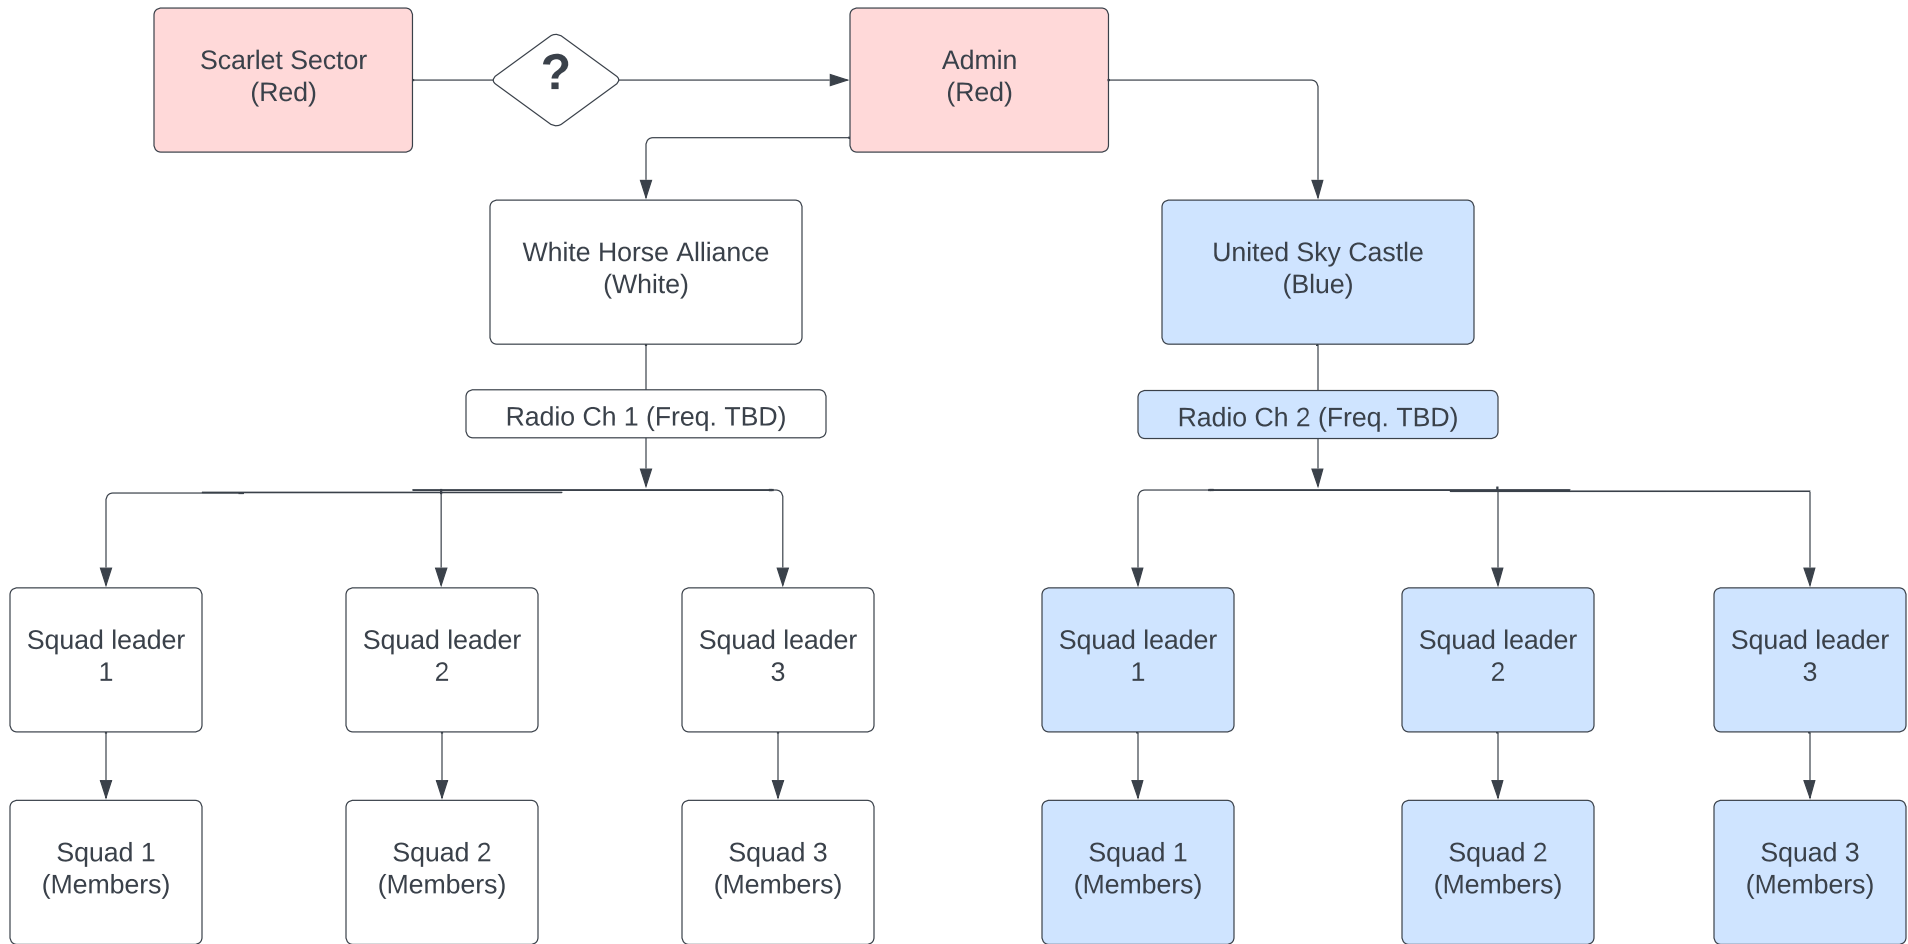 Scarlet Sector
(Red)
?
Admin
(Red)
White Horse Alliance
(White)
United Sky Castle
(Blue)
Radio Ch 1 (Freq. TBD)
Radio Ch 2 (Freq. TBD)
Squad leader
1
Squad leader
2
Squad leader
3
Squad leader
1
Squad leader
2
Squad leader
3
Squad 1
(Members)
Squad 2
(Members)
Squad 3
(Members)
Squad 1
(Members)
Squad 2
(Members)
Squad 3
(Members)